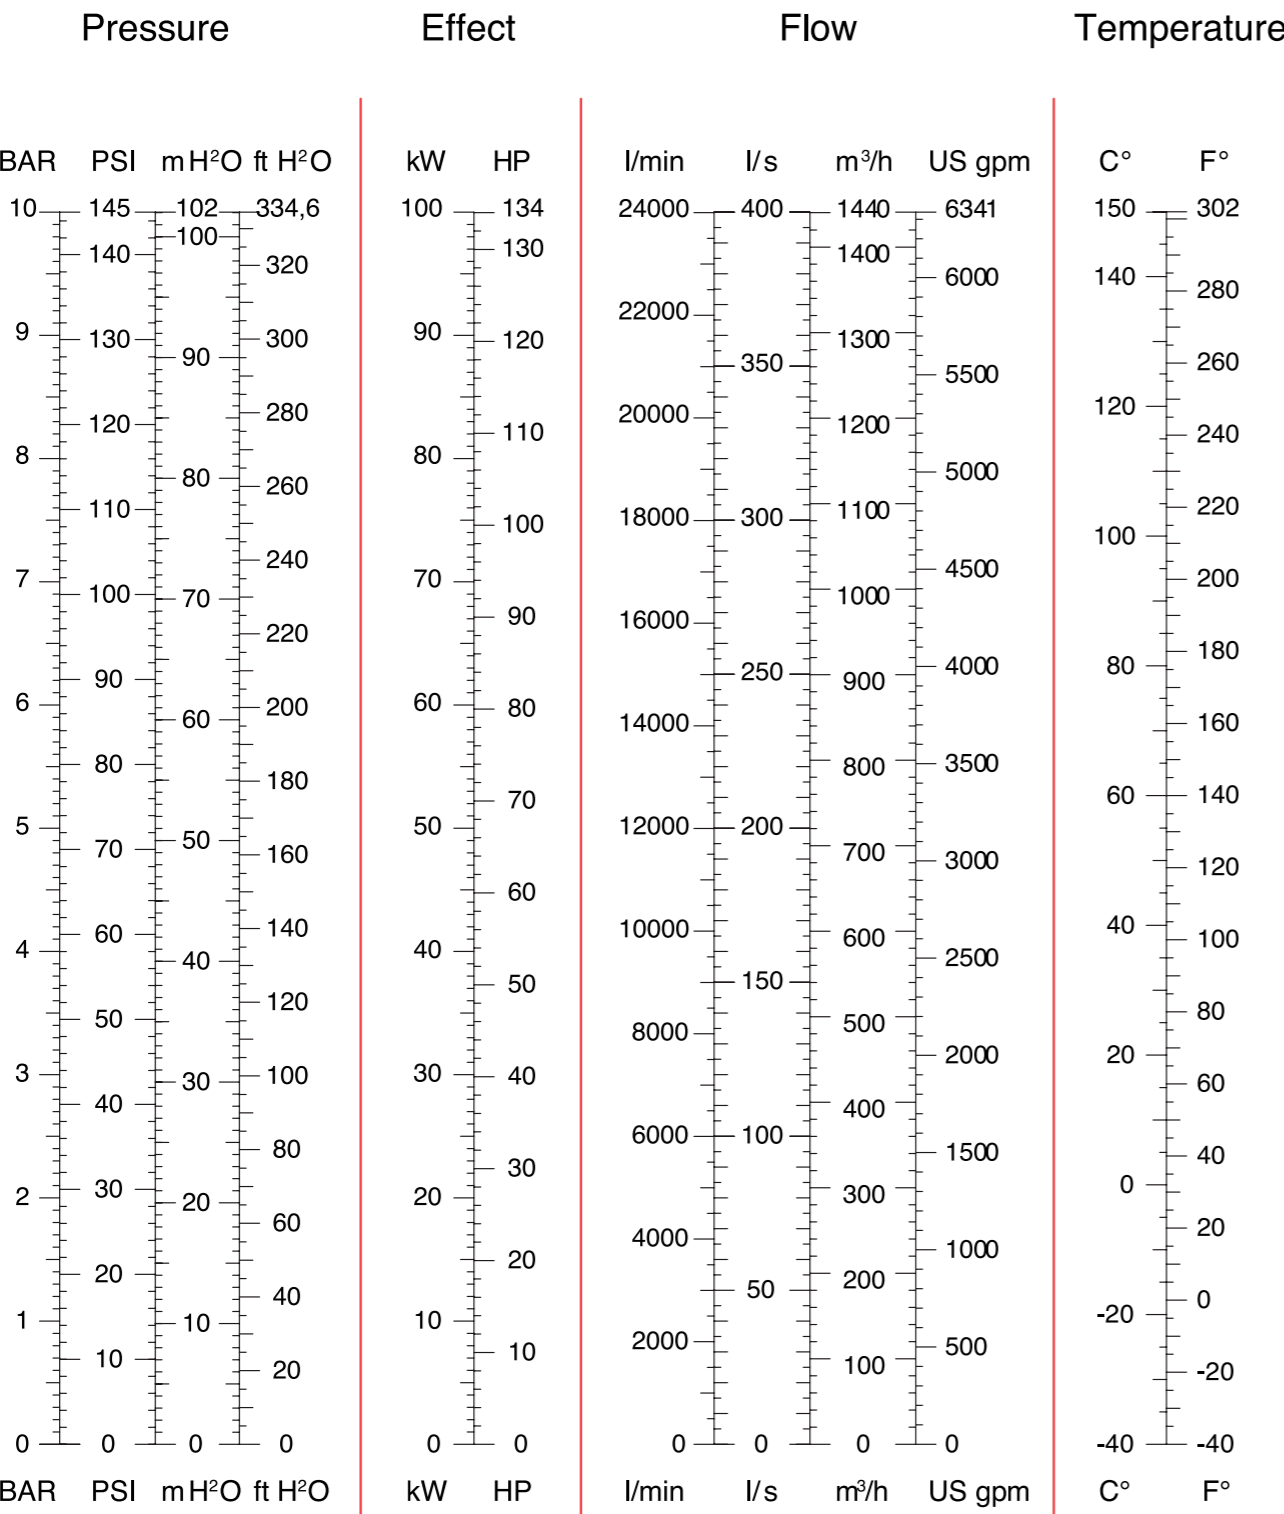 Pressure Effect Flow Temperature
BAR PSI m H²O ft H²O kW HP l/min l/s m³/h US gpm C° F°
10 145 102 334,6 100 134 24000 400 1440 6341 150 302
100
140 130 1400
320 6000 140
280
22000
9 130 300 90 120 1300
90 350 5500 260
280 20000 120
120 110 1200 240
8 80 80 5000
260
110 100 18000 300 1100 220
240 100
7 70 4500 200
100 70 90 16000 1000
220 180
90 250 900 4000 80
6 200 60 80
60 14000 160
80 180 800 3500
70 60 140
5 50 12000 200
70 50 160 700 3000 120
60
60 140 10000 600 40 100
4 40 40 2500
120 50 150
50 8000 500 80
3 100 30 40 2000 20
40 30 400 60
80 6000 100
30 30 1500 40
2 20 20 300 0
60 4000 20
20 20 1000
40 200 50 0
1 10 10 -20
2000 500
10 20 10 100 -20
0 0 0 0 0 0 0 0 0 0 -40 -40
BAR PSI m H²O ft H²O kW HP l/min l/s m³/h US gpm C° F°